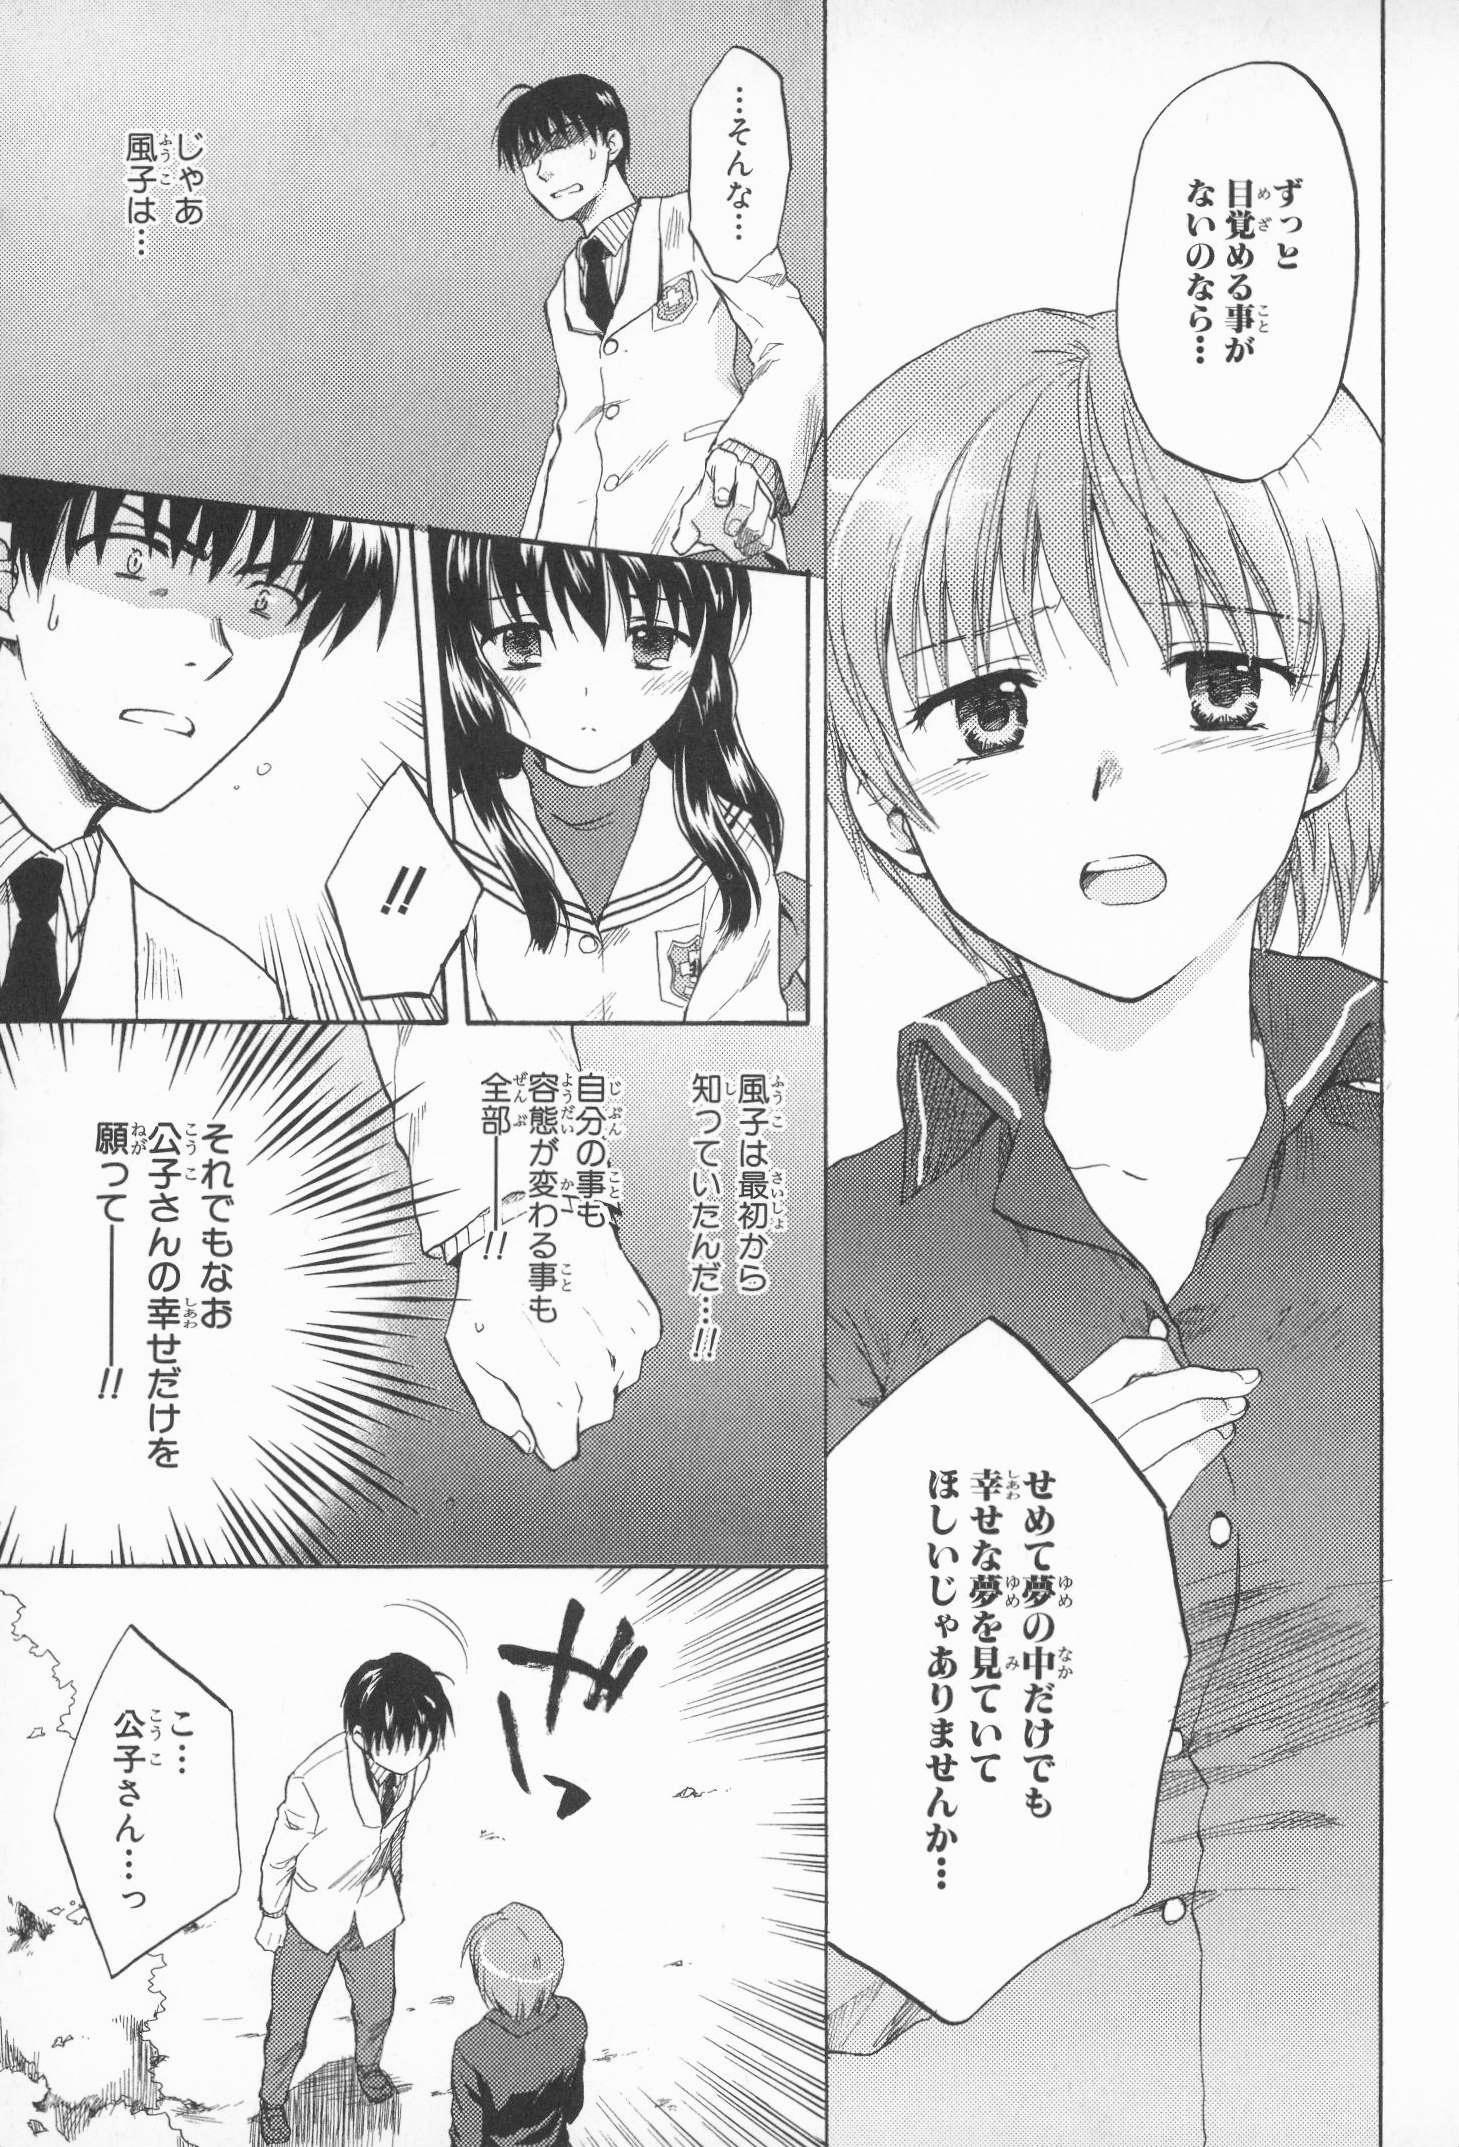 ずっと
目覚める事が
ないのなら…
せめて夢の中だけでも
幸せな夢を見ていて
ほしいじゃありませんか…
…そんな…
じゃあ
風子は…
!!
風子は最初から
知っていたんだ…!!
自分の事も
容態が変わる事も
全部――!!
それでもなお
公子さんの幸せだけを
願って――!!
ガバッ
こ…
公子さん…っ